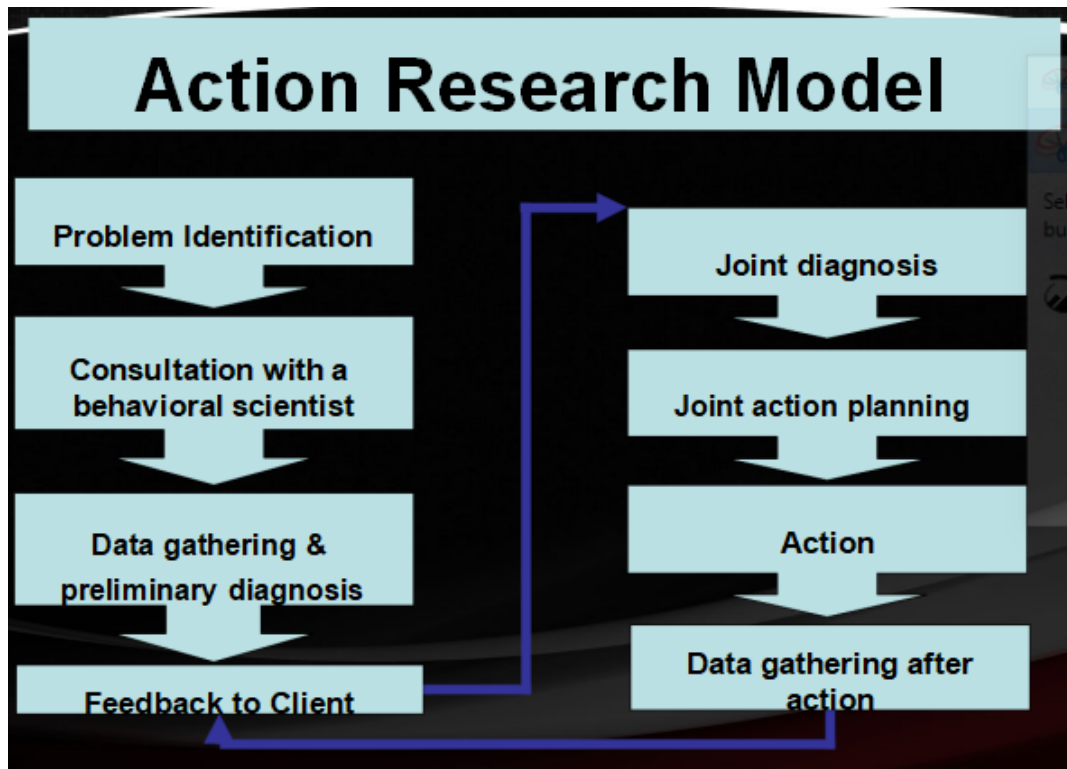 Action Research Model
Problem Identification
Consultation with a
behavioral scientist
Data gathering &
preliminary diagnosis
Feedback to Client
Joint diagnosis
Joint action planning
Action
Data gathering after
action